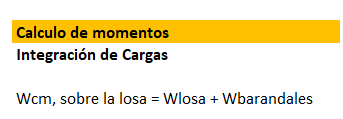 Calculo de momentos
Integración de Cargas
Wcm, sobre la losa = Wlosa + Wbarandales